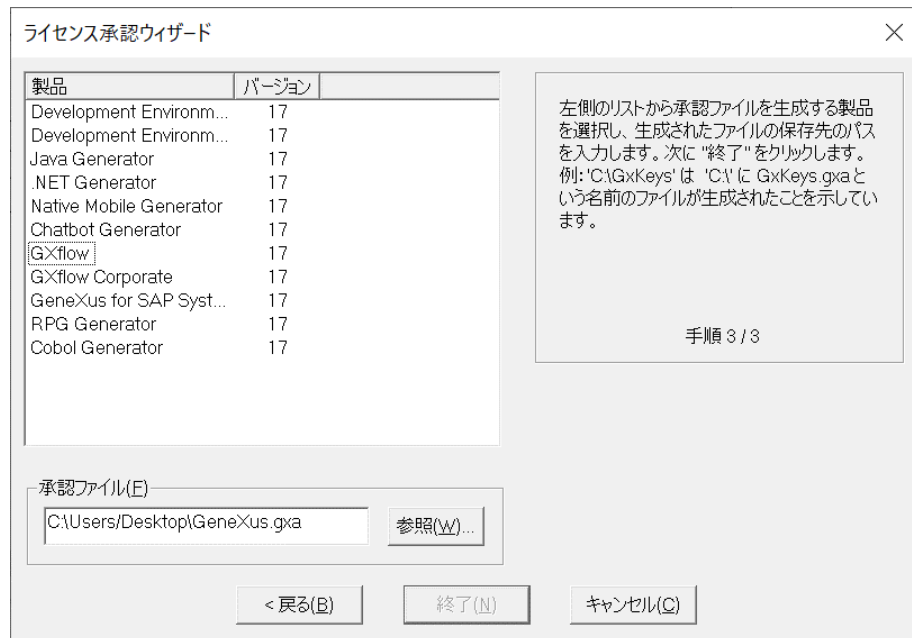 ライセンス承認ウィザード
製品 バージョン
Development Environm... 17
Development Environm... 17
Java Generator 17
.NET Generator 17
Native Mobile Generator 17
Chatbot Generator 17
GXflow 17
GXflow Corporate 17
GeneXus for SAP Syst... 17
RPG Generator 17
Cobol Generator 17
左側のリストから承認ファイルを生成する製品
を選択し、生成されたファイルの保存先のパス
を入力します。次に "終了" をクリックします。
例: 'C:\GxKeys' は 'C:\' に GxKeys.gxa と
いう名前のファイルが生成されたことを示してい
ます。
手順 3 / 3
承認ファイル(F)
C:\Users/Desktop\GeneXus.gxa
参照(W)...
< 戻る(B) 終了(N) キャンセル(C)